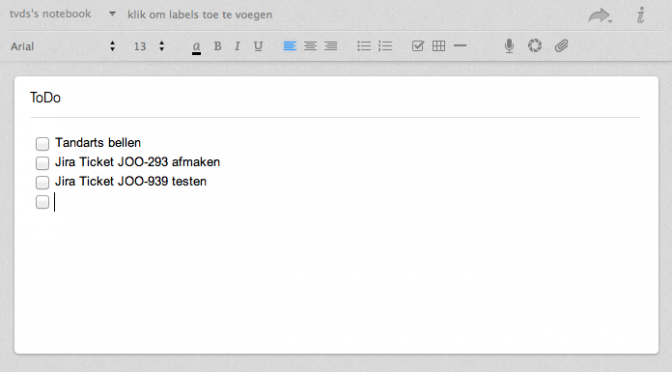 tvds's notebook klik om labels toe te voegen
Arial 13 a B I U
ToDo
Tandarts bellen
Jira Ticket JOO-293 afmaken
Jira Ticket JOO-939 testen